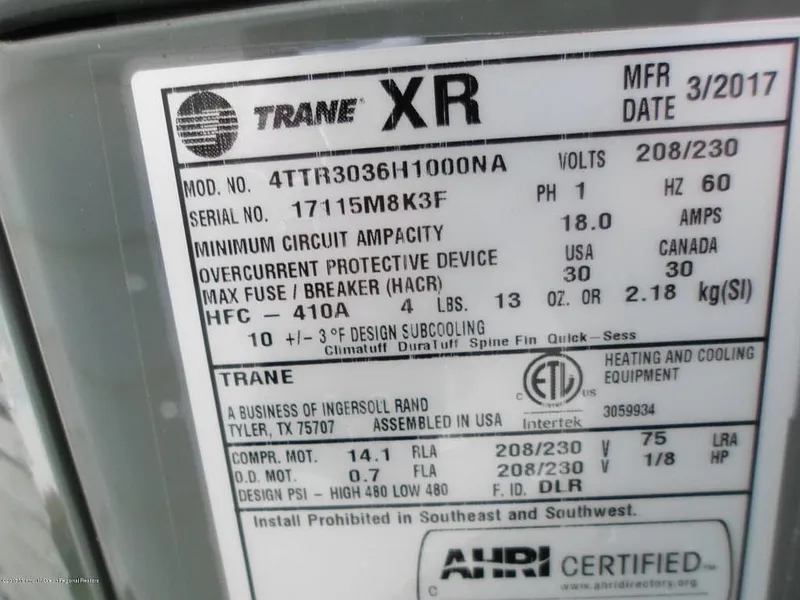 TRANE XR MFR DATE 3/2017
MOD. NO. 4TTR3036H1000NA VOLTS 208/230
SERIAL NO. 17115M8K3F PH 1 HZ 60
MINIMUM CIRCUIT AMPACITY 18.0 AMPS
OVERCURRENT PROTECTIVE DEVICE USA CANADA
MAX FUSE / BREAKER (HACR) 30 30
HFC - 410A 4 LBS. 13 OZ. OR 2.18 kg(SI)
10 +/- 3 °F DESIGN SUBCOOLING
Climatuff DuraTuff Spine Fin Quick-Sess
TRANE
A BUSINESS OF INGERSOLL RAND
TYLER, TX 75707 ASSEMBLED IN USA
C ETL US
Intertek
HEATING AND COOLING
EQUIPMENT
3059934
COMPR. MOT. 14.1 RLA 208/230 V 75 LRA
O.D. MOT. 0.7 FLA 208/230 V 1/8 HP
DESIGN PSI - HIGH 480 LOW 480 F. ID. DLR
Install Prohibited in Southeast and Southwest.
AHRI CERTIFIED™
www.ahridirectory.org